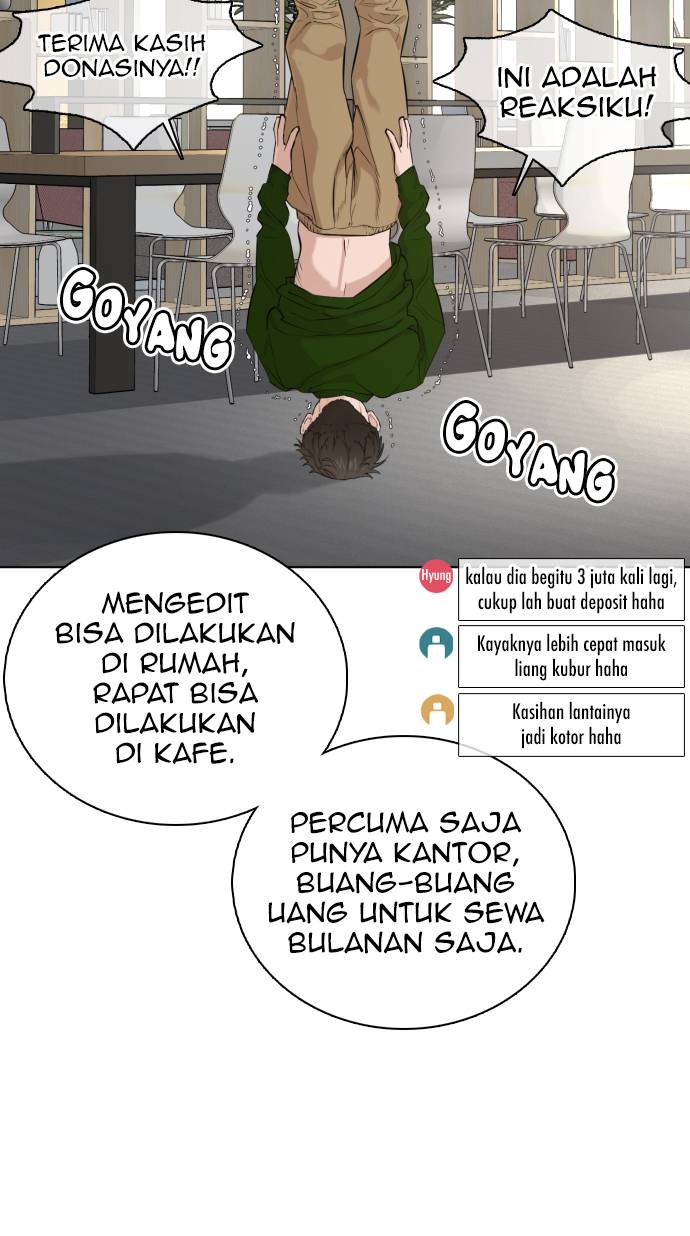 TERIMA KASIH
DONASINYA!!
INI ADALAH
REAKSIKU!
GOYANG
GOYANG
Hyung
kalau dia begitu 3 juta kali lagi,
cukup lah buat deposit haha
Kayaknya lebih cepat masuk
liang kubur haha
Kasihan lantainya
jadi kotor haha
MENGEDIT
BISA DILAKUKAN
DI RUMAH,
RAPAT BISA
DILAKUKAN
DI KAFE.
PERCUMA SAJA
PUNYA KANTOR,
BUANG-BUANG
UANG UNTUK SEWA
BULANAN SAJA.